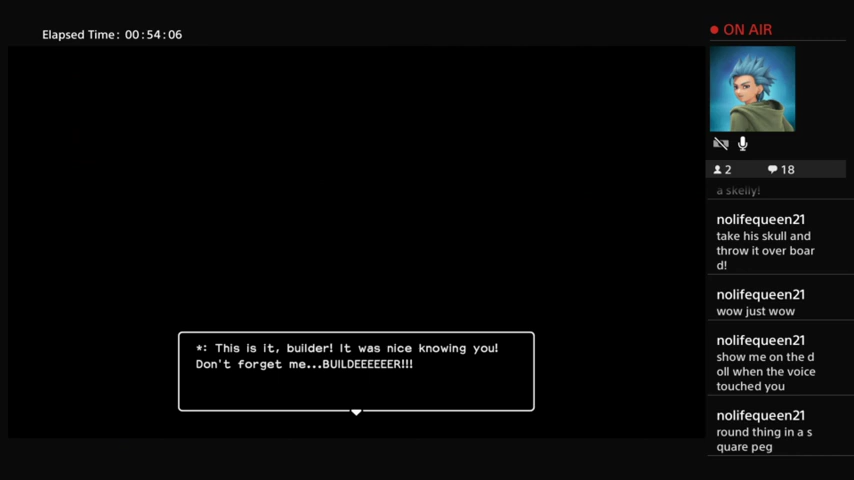 Elapsed Time: 00:54:06
ON AIR
2 18
a skelly!
nolifequeen21
take his skull and
throw it over boar
d!
nolifequeen21
wow just wow
nolifequeen21
show me on the d
oll when the voice
touched you
nolifequeen21
round thing in a s
quare peg
*: This is it, builder! It was nice knowing you!
Don't forget me...BUILDEEEEEER!!!